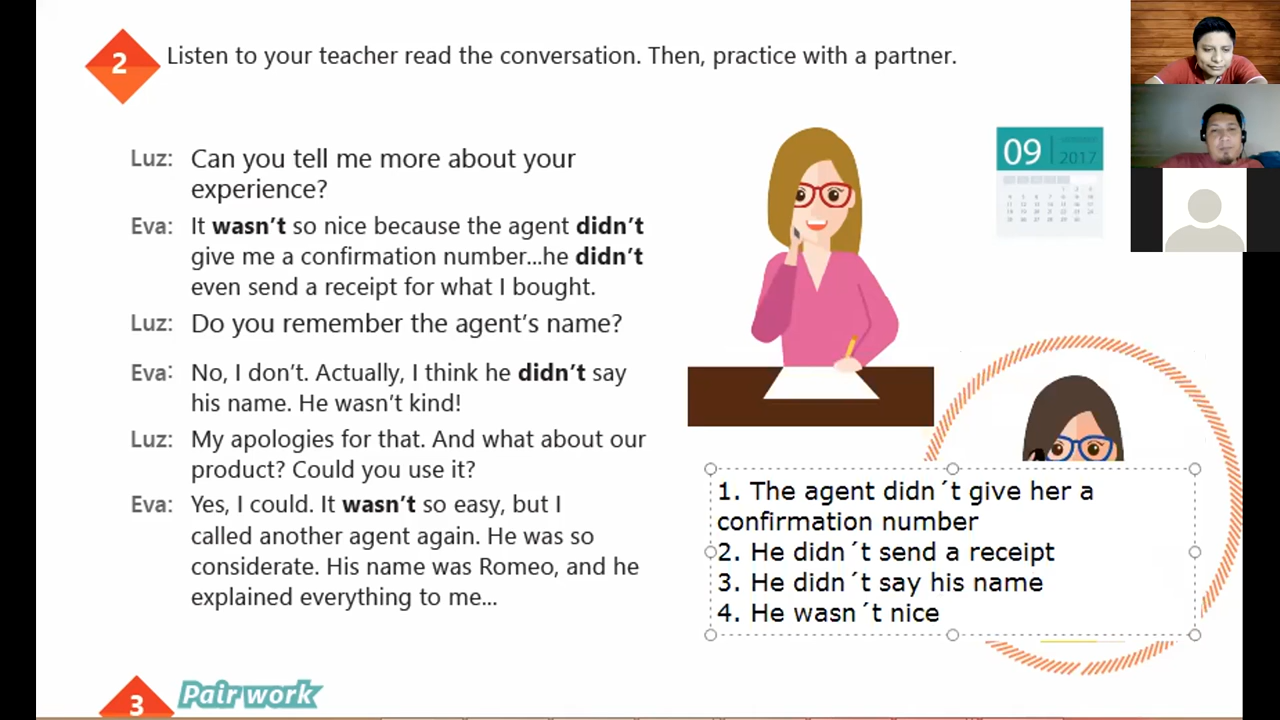 2 Listen to your teacher read the conversation. Then, practice with a partner.
Luz: Can you tell me more about your
experience?
Eva: It wasn't so nice because the agent didn't
give me a confirmation number...he didn't
even send a receipt for what I bought.
Luz: Do you remember the agent's name?
Eva: No, I don't. Actually, I think he didn't say
his name. He wasn't kind!
Luz: My apologies for that. And what about our
product? Could you use it?
Eva: Yes, I could. It wasn't so easy, but I
called another agent again. He was so
considerate. His name was Romeo, and he
explained everything to me...
09 2017
1. The agent didn´t give her a
confirmation number
2. He didn´t send a receipt
3. He didn´t say his name
4. He wasn´t nice
3 Pair work